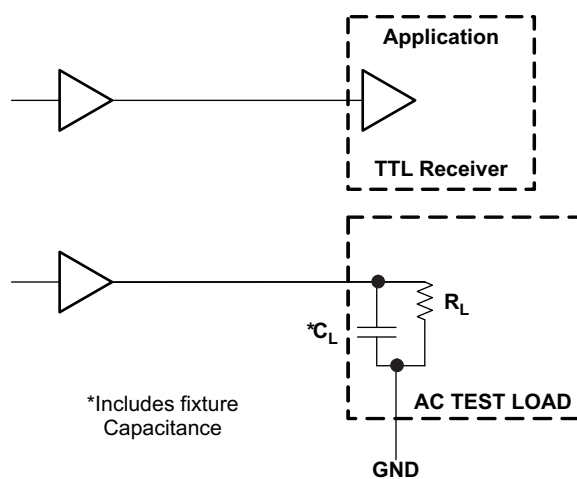 Application
TTL Receiver
R_L
*C_L
*Includes fixture
Capacitance
AC TEST LOAD
GND